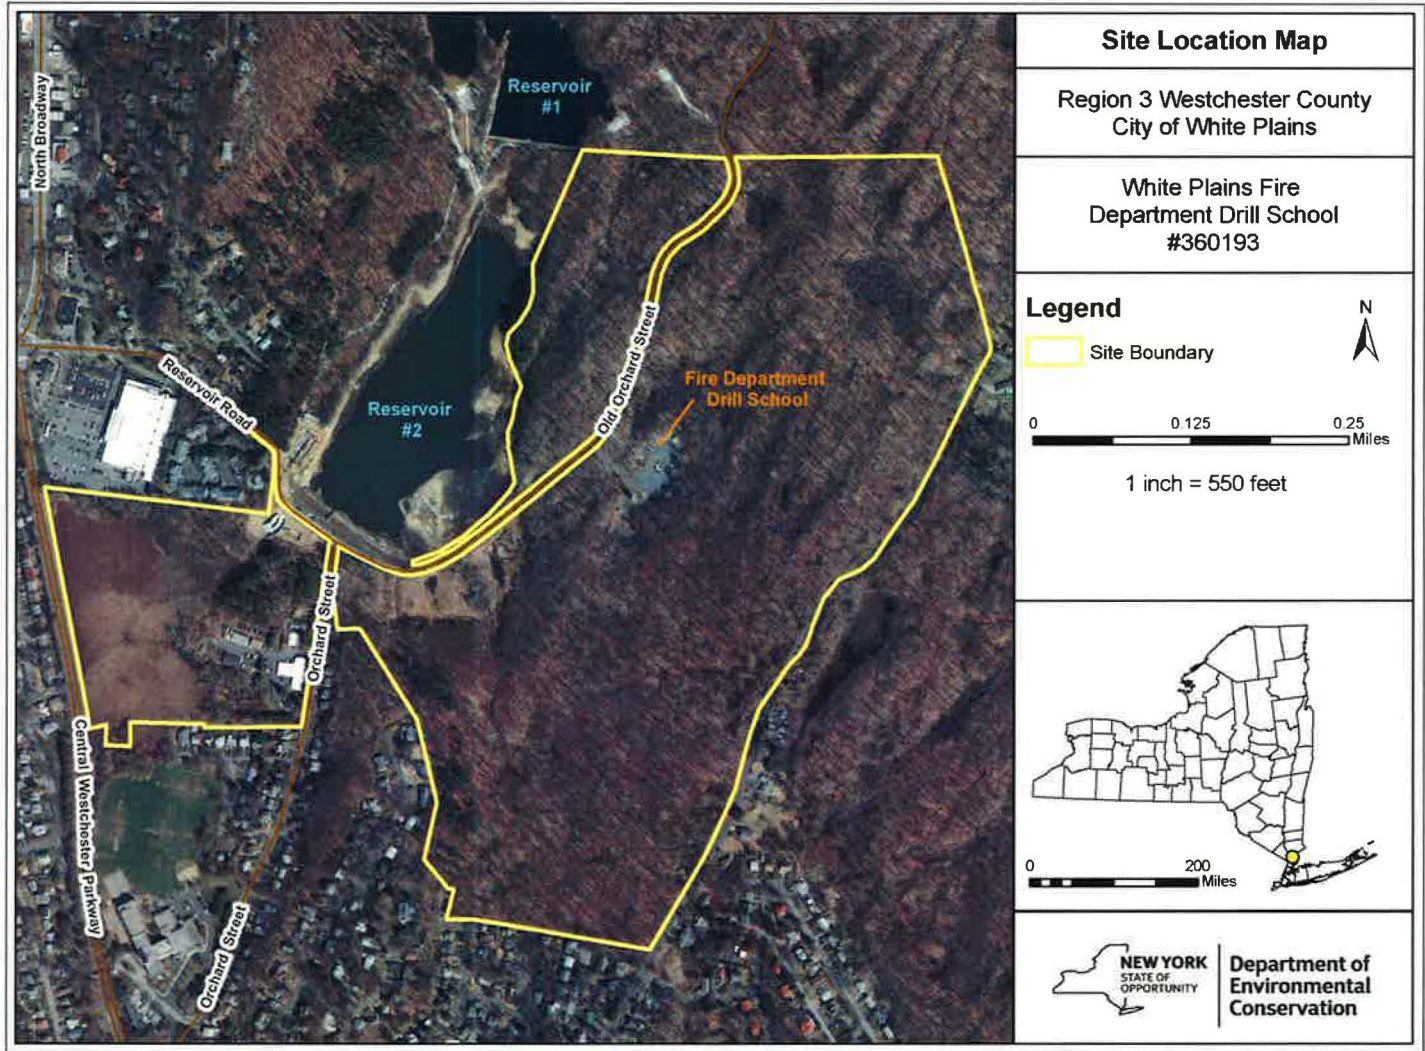 Site Location Map
Region 3 Westchester County
City of White Plains
White Plains Fire
Department Drill School
#360193
Legend
Site Boundary
N
0 0.125 0.25
Miles
1 inch = 550 feet
0 200
Miles
NEW YORK
STATE OF
OPPORTUNITY
Department of
Environmental
Conservation
North Broadway
Reservoir
#1
Reservoir Road
Reservoir
#2
Old Orchard Street
Fire Department
Drill School
Orchard Street
Central Westchester Parkway
Orchard Street